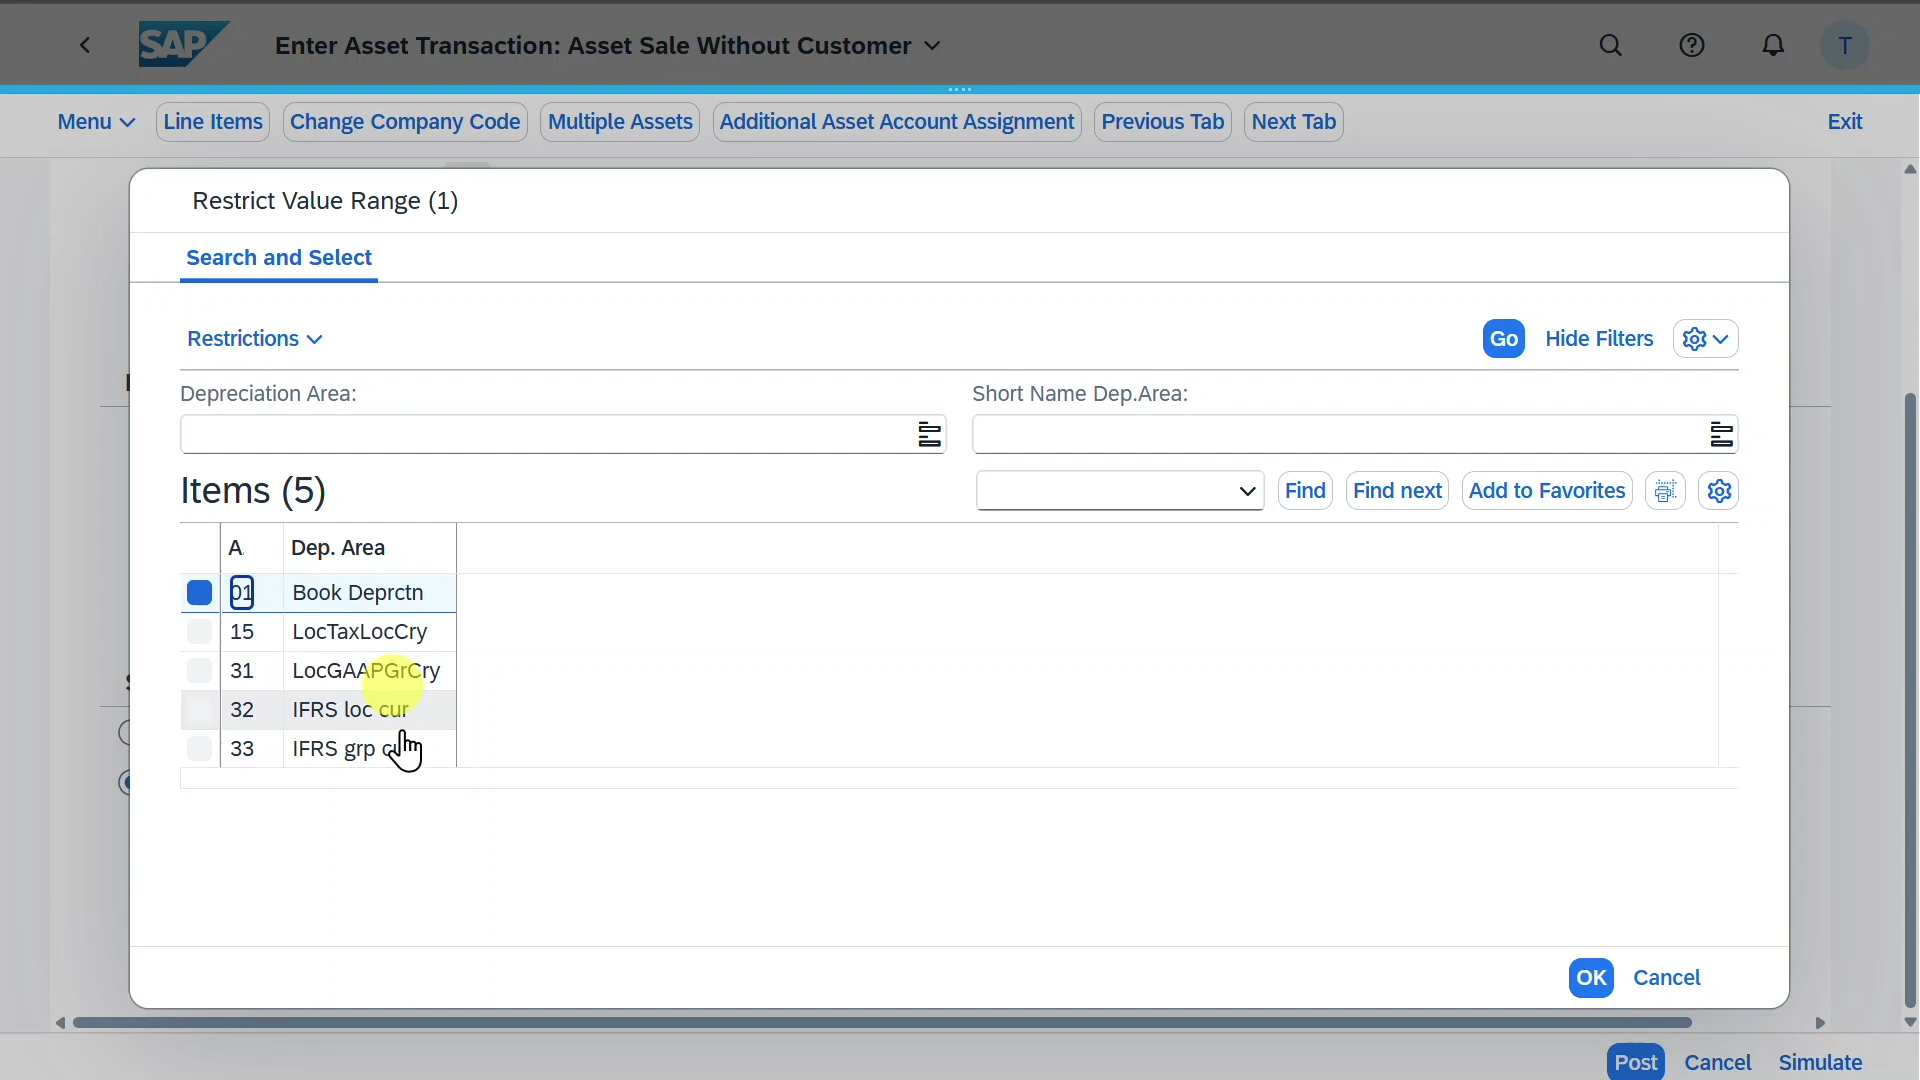 SAP
Enter Asset Transaction: Asset Sale Without Customer
T
Menu
Line Items
Change Company Code
Multiple Assets
Additional Asset Account Assignment
Previous Tab
Next Tab
Exit
Restrict Value Range (1)
Search and Select
Restrictions
Go
Hide Filters
Depreciation Area:
Short Name Dep.Area:
Items (5)
Find
Find next
Add to Favorites
A.
Dep. Area
01 Book Deprctn
15 LocTaxLocCry
31 LocGAAPGrCry
32 IFRS loc cur
33 IFRS grp
OK
Cancel
Post
Cancel
Simulate